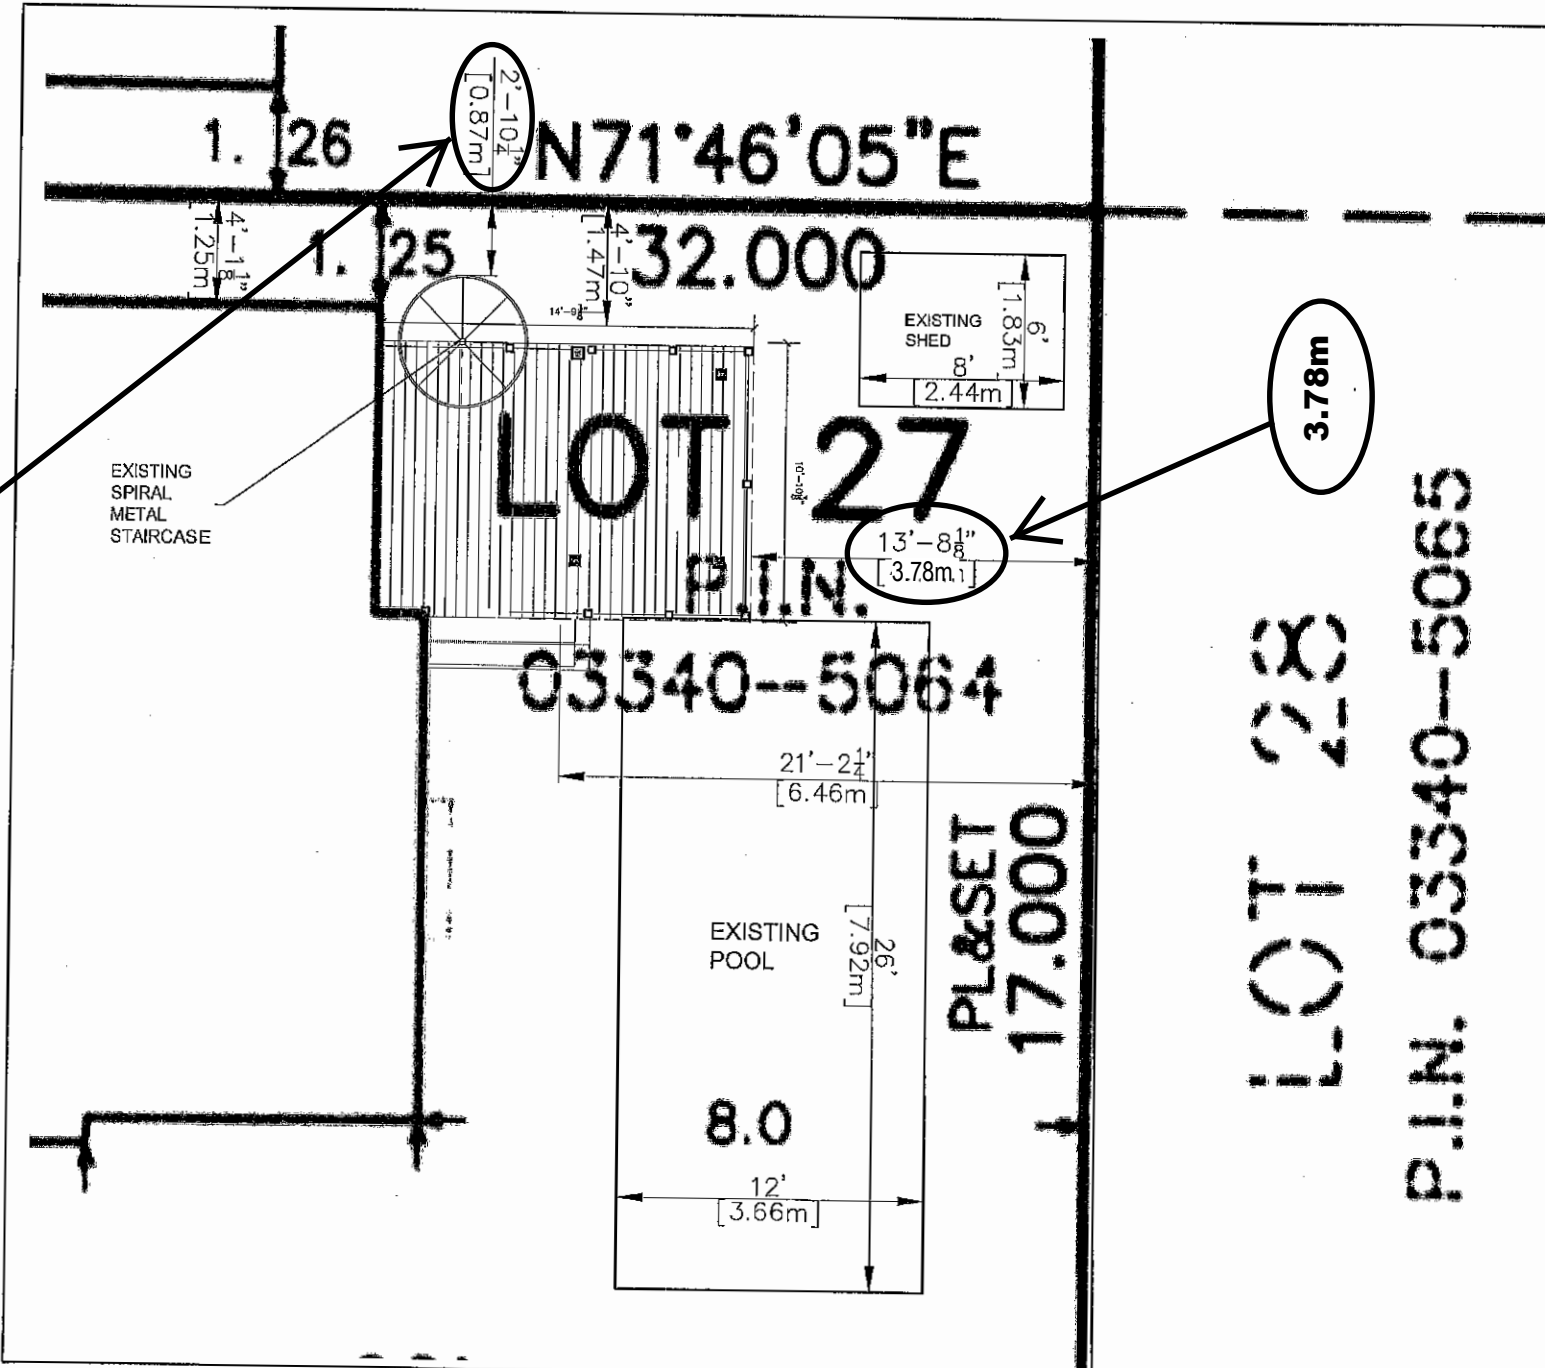 2'-10¼"
[0.87m]
N71°46'05"E
1. 26
4'-1⅛"
1.25m
1. 25
4'-10"
[1.47m]
32.000
14'-9⅞"
EXISTING
SHED
6'
[1.83m]
8'
2.44m
3.78m
LOT 27
EXISTING
SPIRAL
METAL
STAIRCASE
13'-8⅛"
[3.78m]
P.I.N.
03340-5064
21'-2¼"
[6.46m]
PL&SET
17.000
EXISTING
POOL
26'
[7.92m]
8.0
12'
[3.66m]
LOT 28
P.I.N. 03340-5065